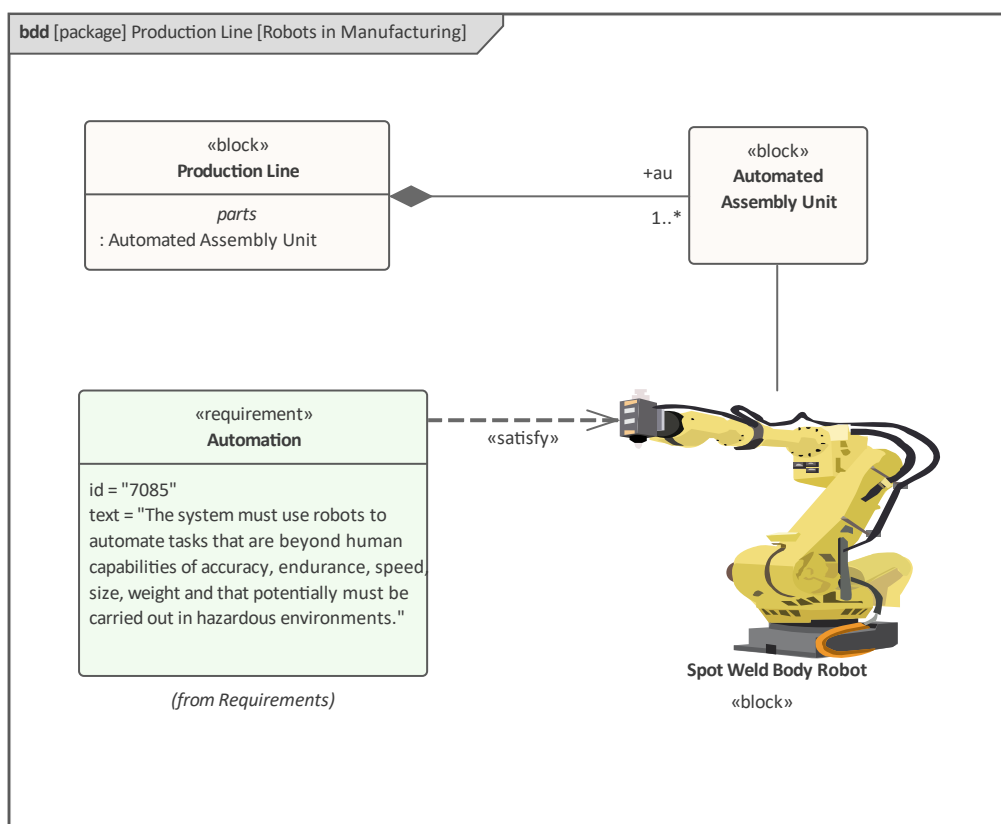 bdd [package] Production Line [Robots in Manufacturing]
«block»
Production Line
parts
: Automated Assembly Unit
+au
1..*
«block»
Automated
Assembly Unit
«requirement»
Automation
id = "7085"
text = "The system must use robots to
automate tasks that are beyond human
capabilities of accuracy, endurance, speed,
size, weight and that potentially must be
carried out in hazardous environments."
(from Requirements)
«satisfy»
Spot Weld Body Robot
«block»